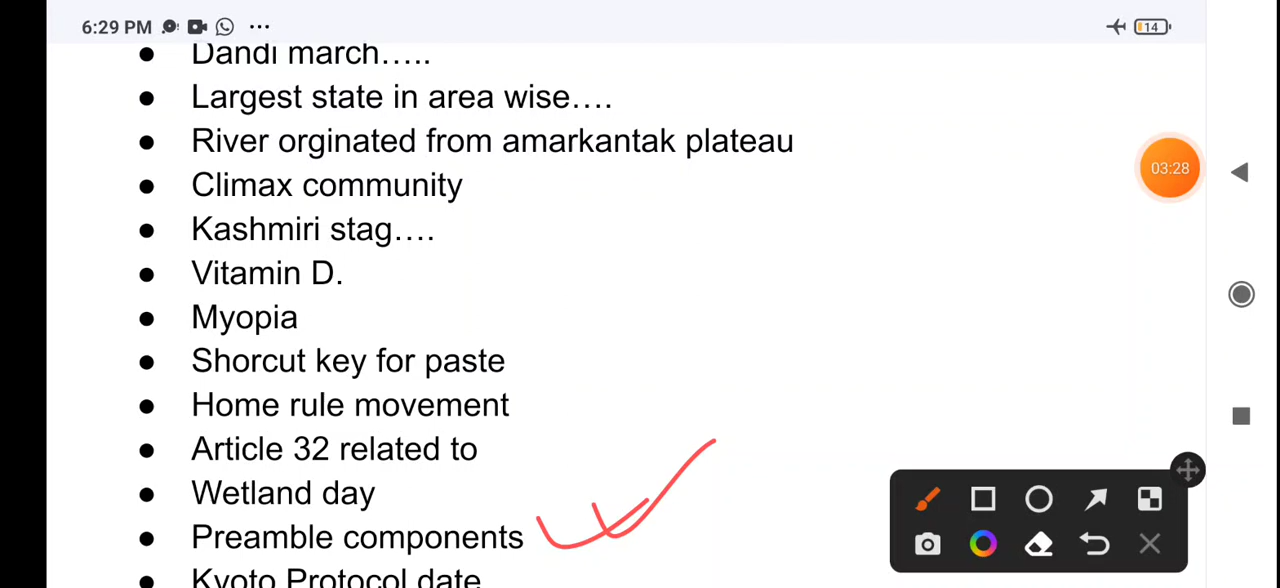 6:29 PM ...
14
Dandi march.....
Largest state in area wise....
River orginated from amarkantak plateau
03:28
Climax community
Kashmiri stag....
Vitamin D.
Myopia
Shorcut key for paste
Home rule movement
Article 32 related to
Wetland day
Preamble components
Kyoto Protocol date